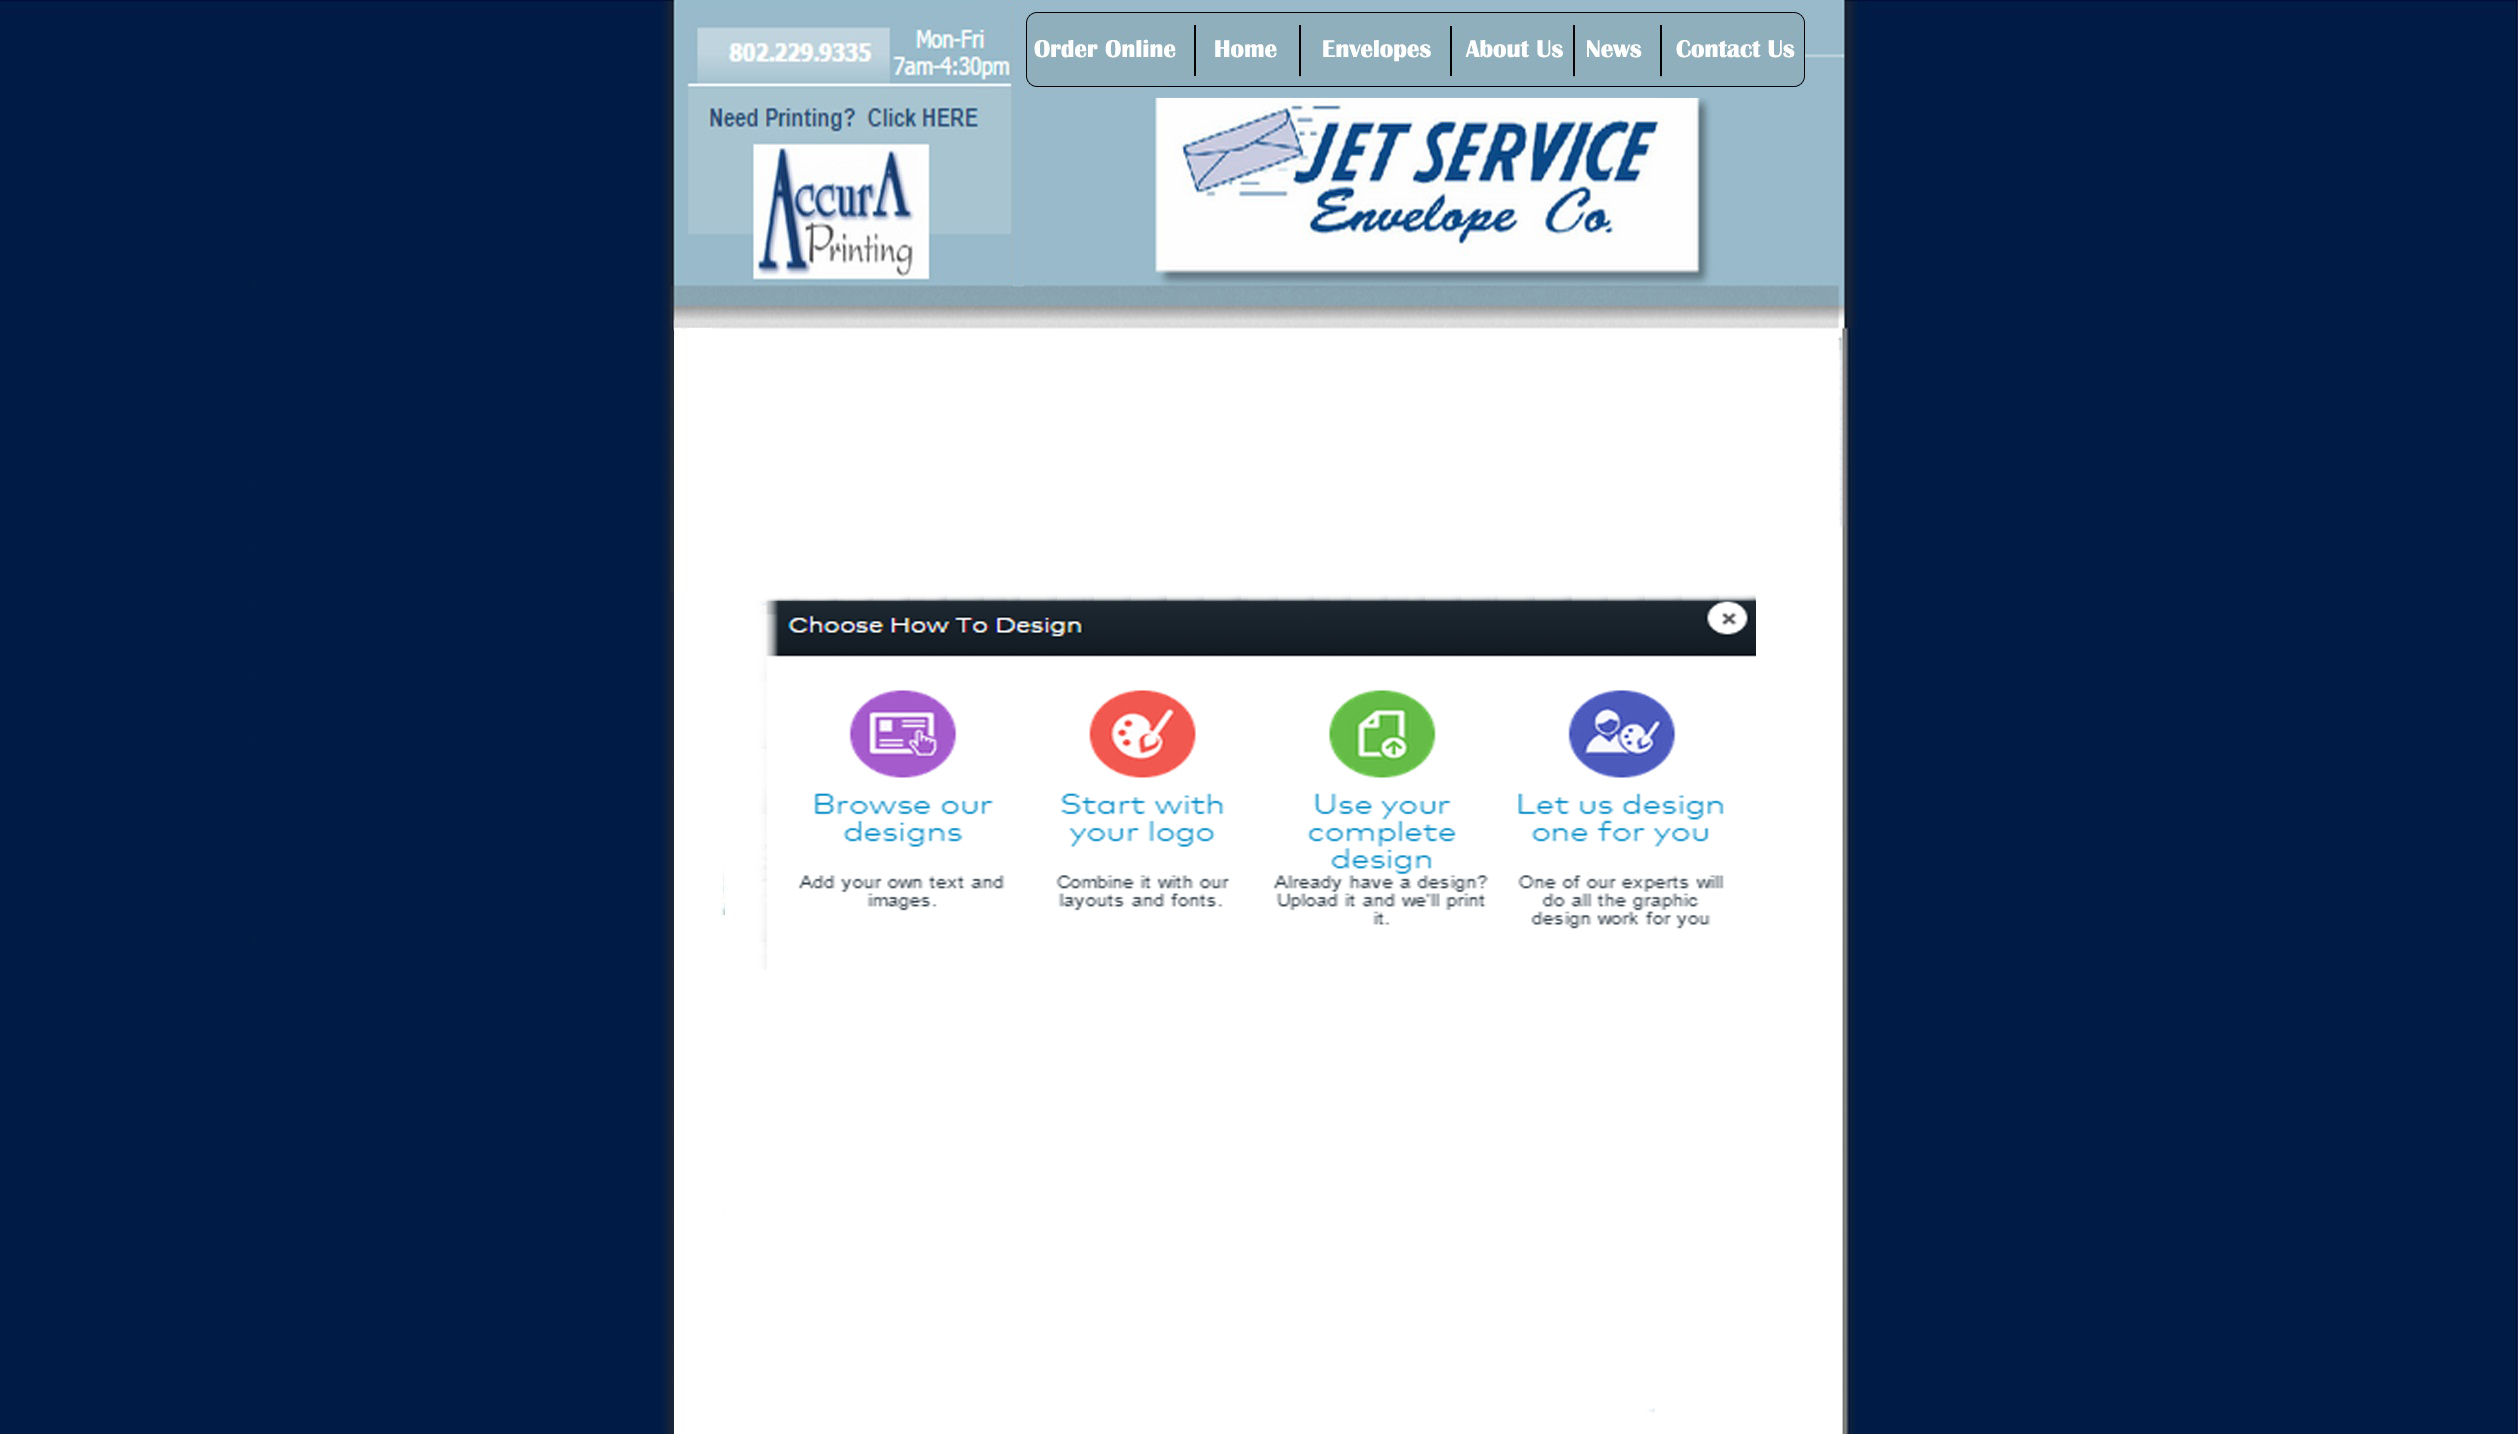 802.229.9335
Mon-Fri
7am-4:30pm
Order Online
Home
Envelopes
About Us
News
Contact Us
Need Printing?  Click HERE
AccurA
Printing
JET SERVICE
Envelope Co.
Choose How To Design
Browse our
designs
Add your own text and
images.
Start with
your logo
Combine it with our
layouts and fonts.
Use your
complete
design
Already have a design?
Upload it and we'll print
it.
Let us design
one for you
One of our experts will
do all the graphic
design work for you